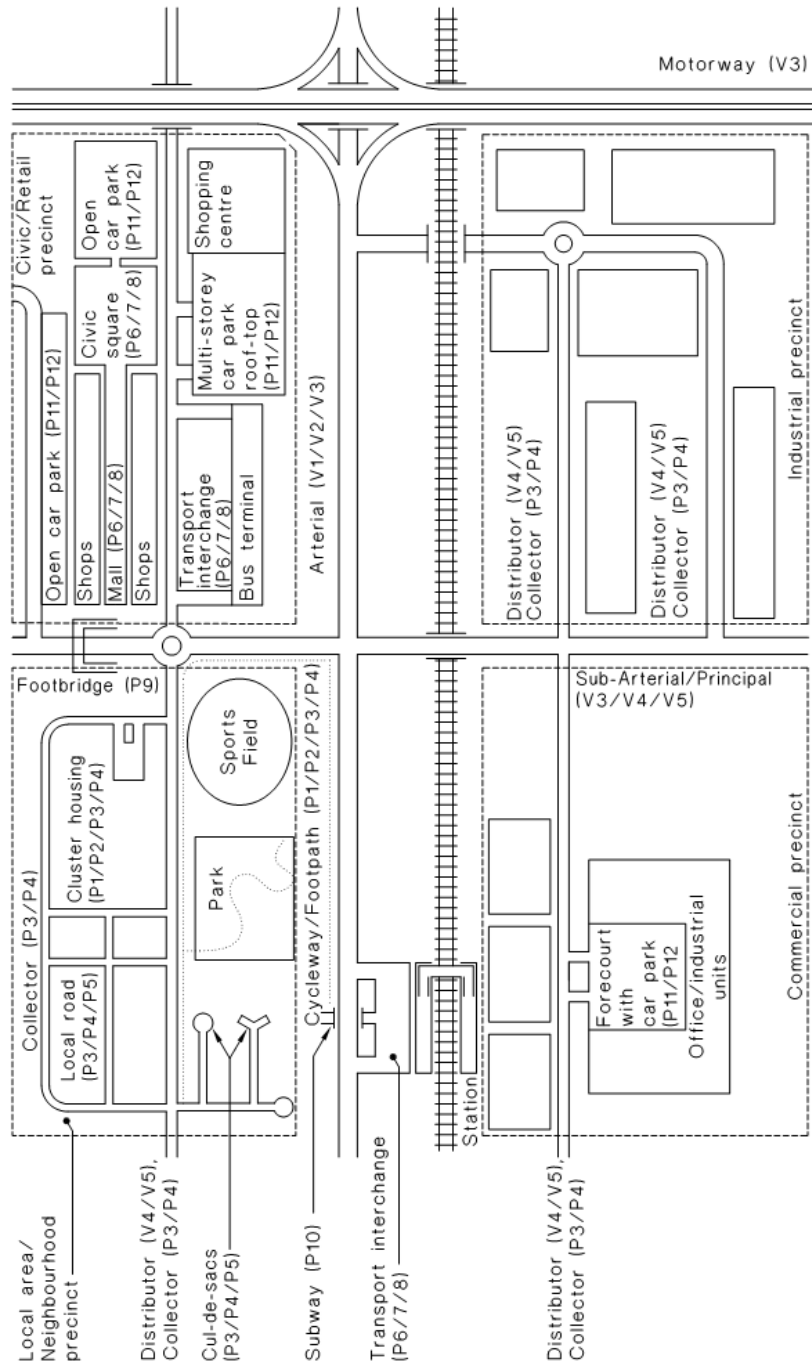 Motorway (V3)
Civic/Retail
precinct
Open
car park
(P11/P12)
Civic
square
(P6/7/8)
Open car park (P11/P12)
Shops
Mall (P6/7/8)
Shops
Shopping
centre
Multi-storey
car park
roof-top
(P11/P12)
Transport
interchange
(P6/7/8)
Bus terminal
Arterial (V1/V2/V3)
Distributor (V4/V5)
Collector (P3/P4)
Distributor (V4/V5)
Collector (P3/P4)
Industrial precinct
Footbridge (P9)
Sub-Arterial/Principal
(V3/V4/V5)
Collector (P3/P4)
Cluster housing
(P1/P2/P3/P4)
Local road
(P3/P4/P5)
Sports
Field
Park
Cycleway/Footpath (P1/P2/P3/P4)
Station
Forecourt
with
car park
(P11/P12
Office/industrial
units
Commercial precinct
Local area/
Neighbourhood
precinct
Distributor (V4/V5),
Collector (P3/P4)
Cul-de-sacs
(P3/P4/P5)
Subway (P10)
Transport interchange
(P6/7/8)
Distributor (V4/V5),
Collector (P3/P4)